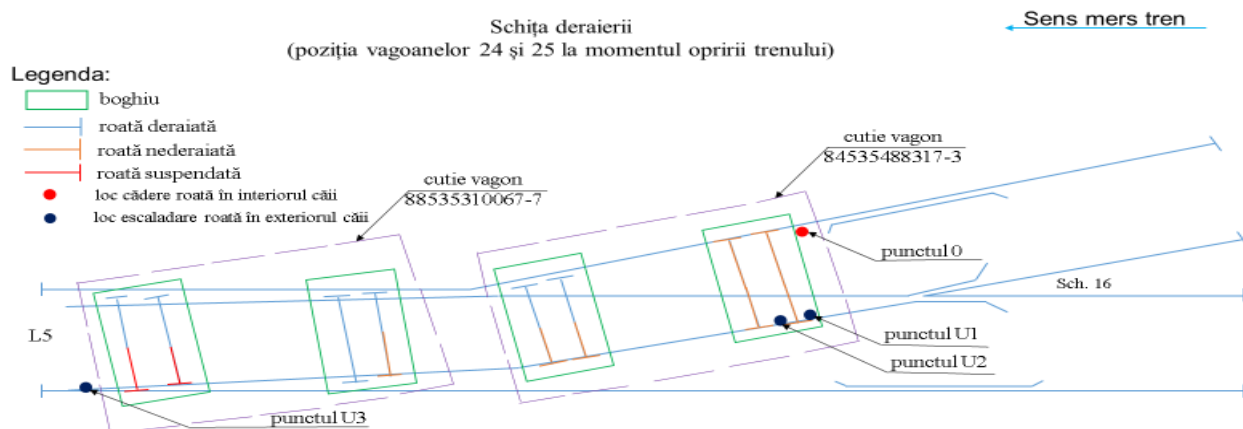 Schița deraierii
(poziția vagoanelor 24 și 25 la momentul opririi trenului)
Sens mers tren
Legenda:
boghiu
roată deraiată
roată nederaiată
roată suspendată
loc cădere roată în interiorul căii
loc escaladare roată în exteriorul căii
cutie vagon
88535310067-7
cutie vagon
84535488317-3
punctul 0
Sch. 16
L5
punctul U1
punctul U2
punctul U3